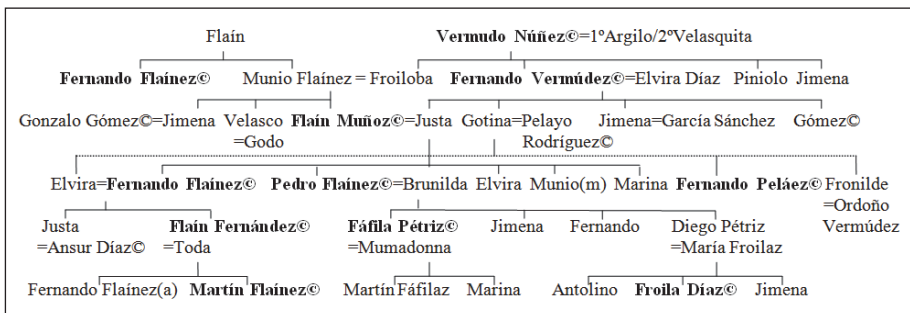 Flaín Vermudo Núñez©=1ºArgilo/2ºVelasquita
Fernando Flaínez© Munio Flaínez = Froiloba Fernando Vermúdez©=Elvira Díaz Piniolo Jimena
Gonzalo Gómez©=Jimena Velasco Flaín Muñoz©=Justa Gotina=Pelayo Jimena=García Sánchez Gómez©
=Godo Rodríguez©
Elvira=Fernando Flaínez© Pedro Flaínez©=Brunilda Elvira Munio(m) Marina Fernando Peláez© Fronilde
=Ordoño
Justa Flaín Fernández© Fáfila Pétriz© Jimena Fernando Diego Pétriz Vermúdez
=Ansur Díaz© =Toda =Mumadonna =María Froilaz
Fernando Flaínez(a) Martín Flaínez© Martín Fáfilaz Marina Antolino Froila Díaz© Jimena